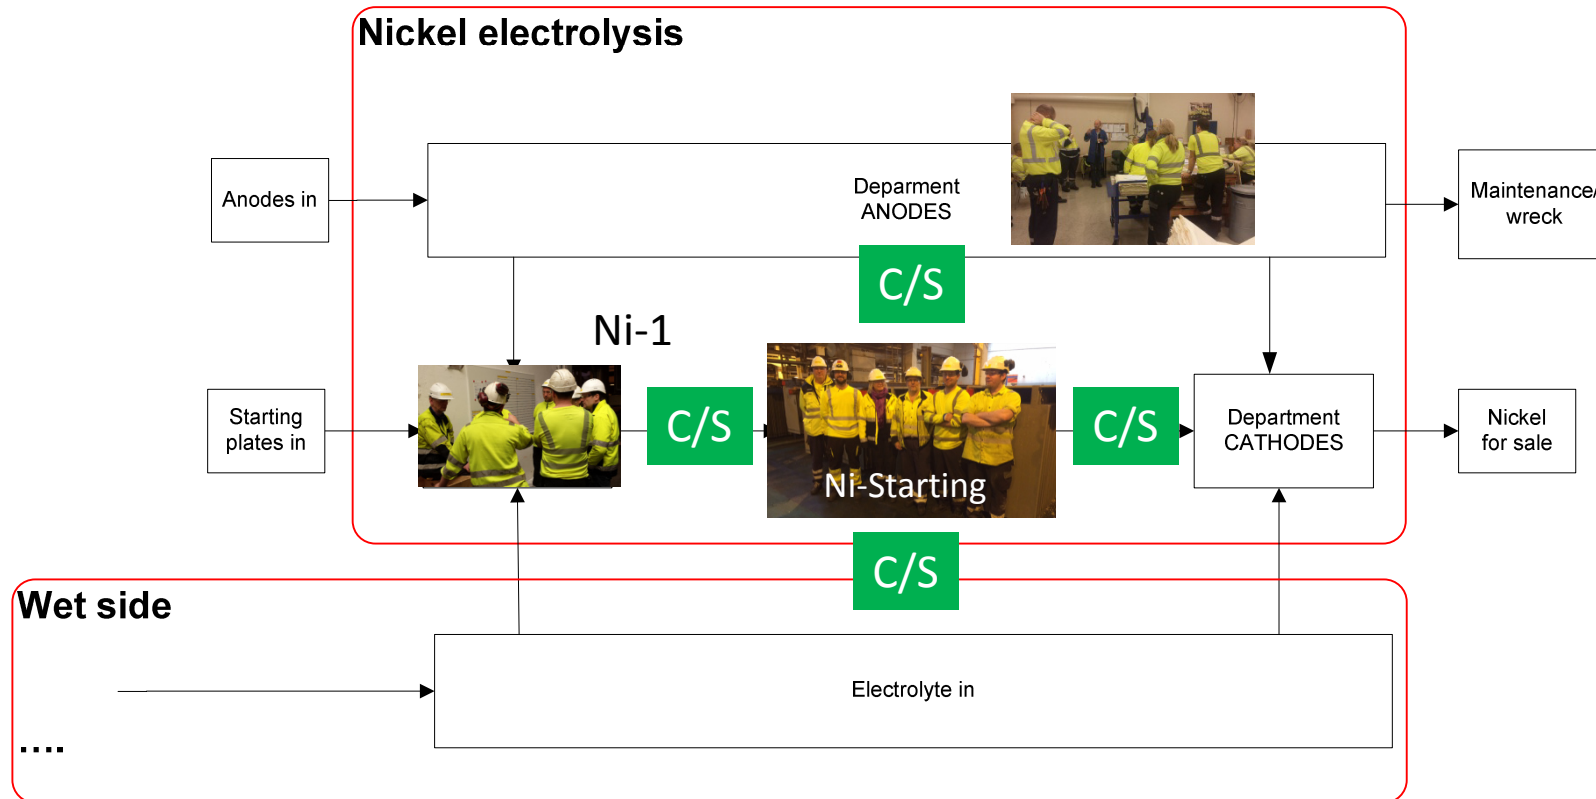 Nickel electrolysis
Anodes in
Deparment
ANODES
Maintenance/
wreck
C/S
Ni-1
Starting
plates in
C/S
Ni-Starting
C/S
Department
CATHODES
Nickel
for sale
C/S
Wet side
Electrolyte in
....